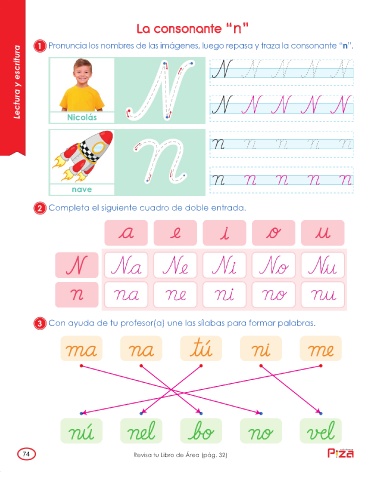 La consonante "n"
Lectura y escritura
1 Pronuncia los nombres de las imágenes, luego repasa y traza la consonante "n".
Nicolás
N
N N N N N
N N N N N
nave
n
n n n n n
n n n n n
2 Completa el siguiente cuadro de doble entrada.
a e i o u
N Na Ne Ni No Nu
n na ne ni no nu
3 Con ayuda de tu profesor(a) une las sílabas para formar palabras.
ma na tú ni me
nú nel bo no vel
74
Revisa tu Libro de Área (pág. 32)
Piza